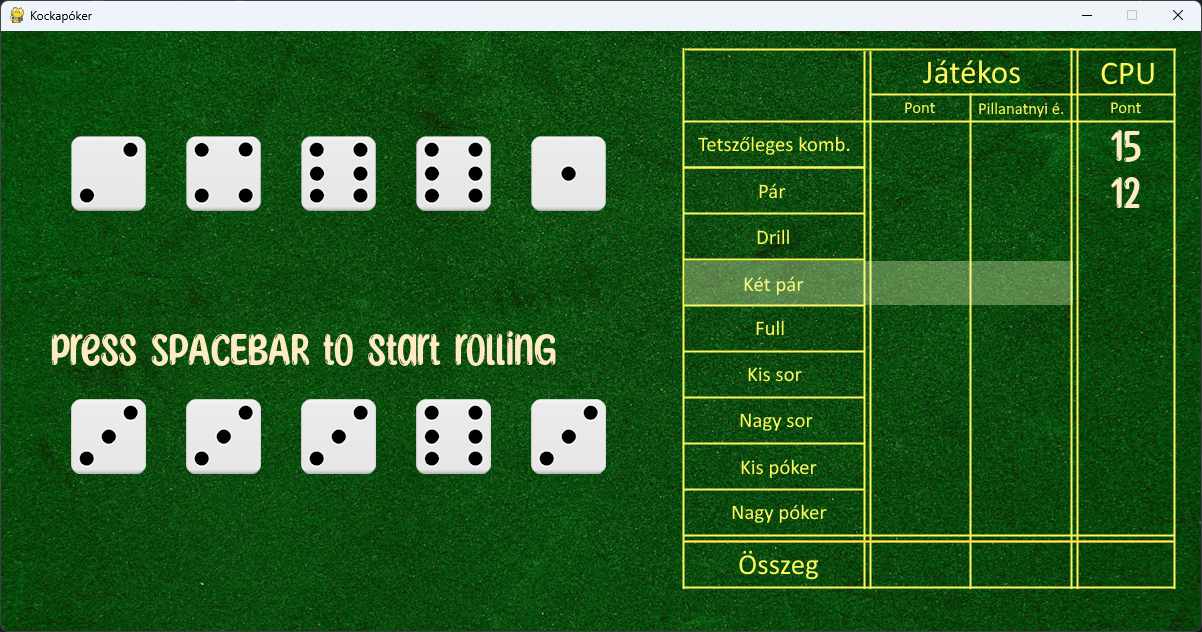 Kockapóker
Játékos CPU
Pont Pillanatnyi é. Pont
Tetszőleges komb. 15
Pár 12
Drill
Két pár
Full
press SPACEBAR to start rolling
Kis sor
Nagy sor
Kis póker
Nagy póker
Összeg